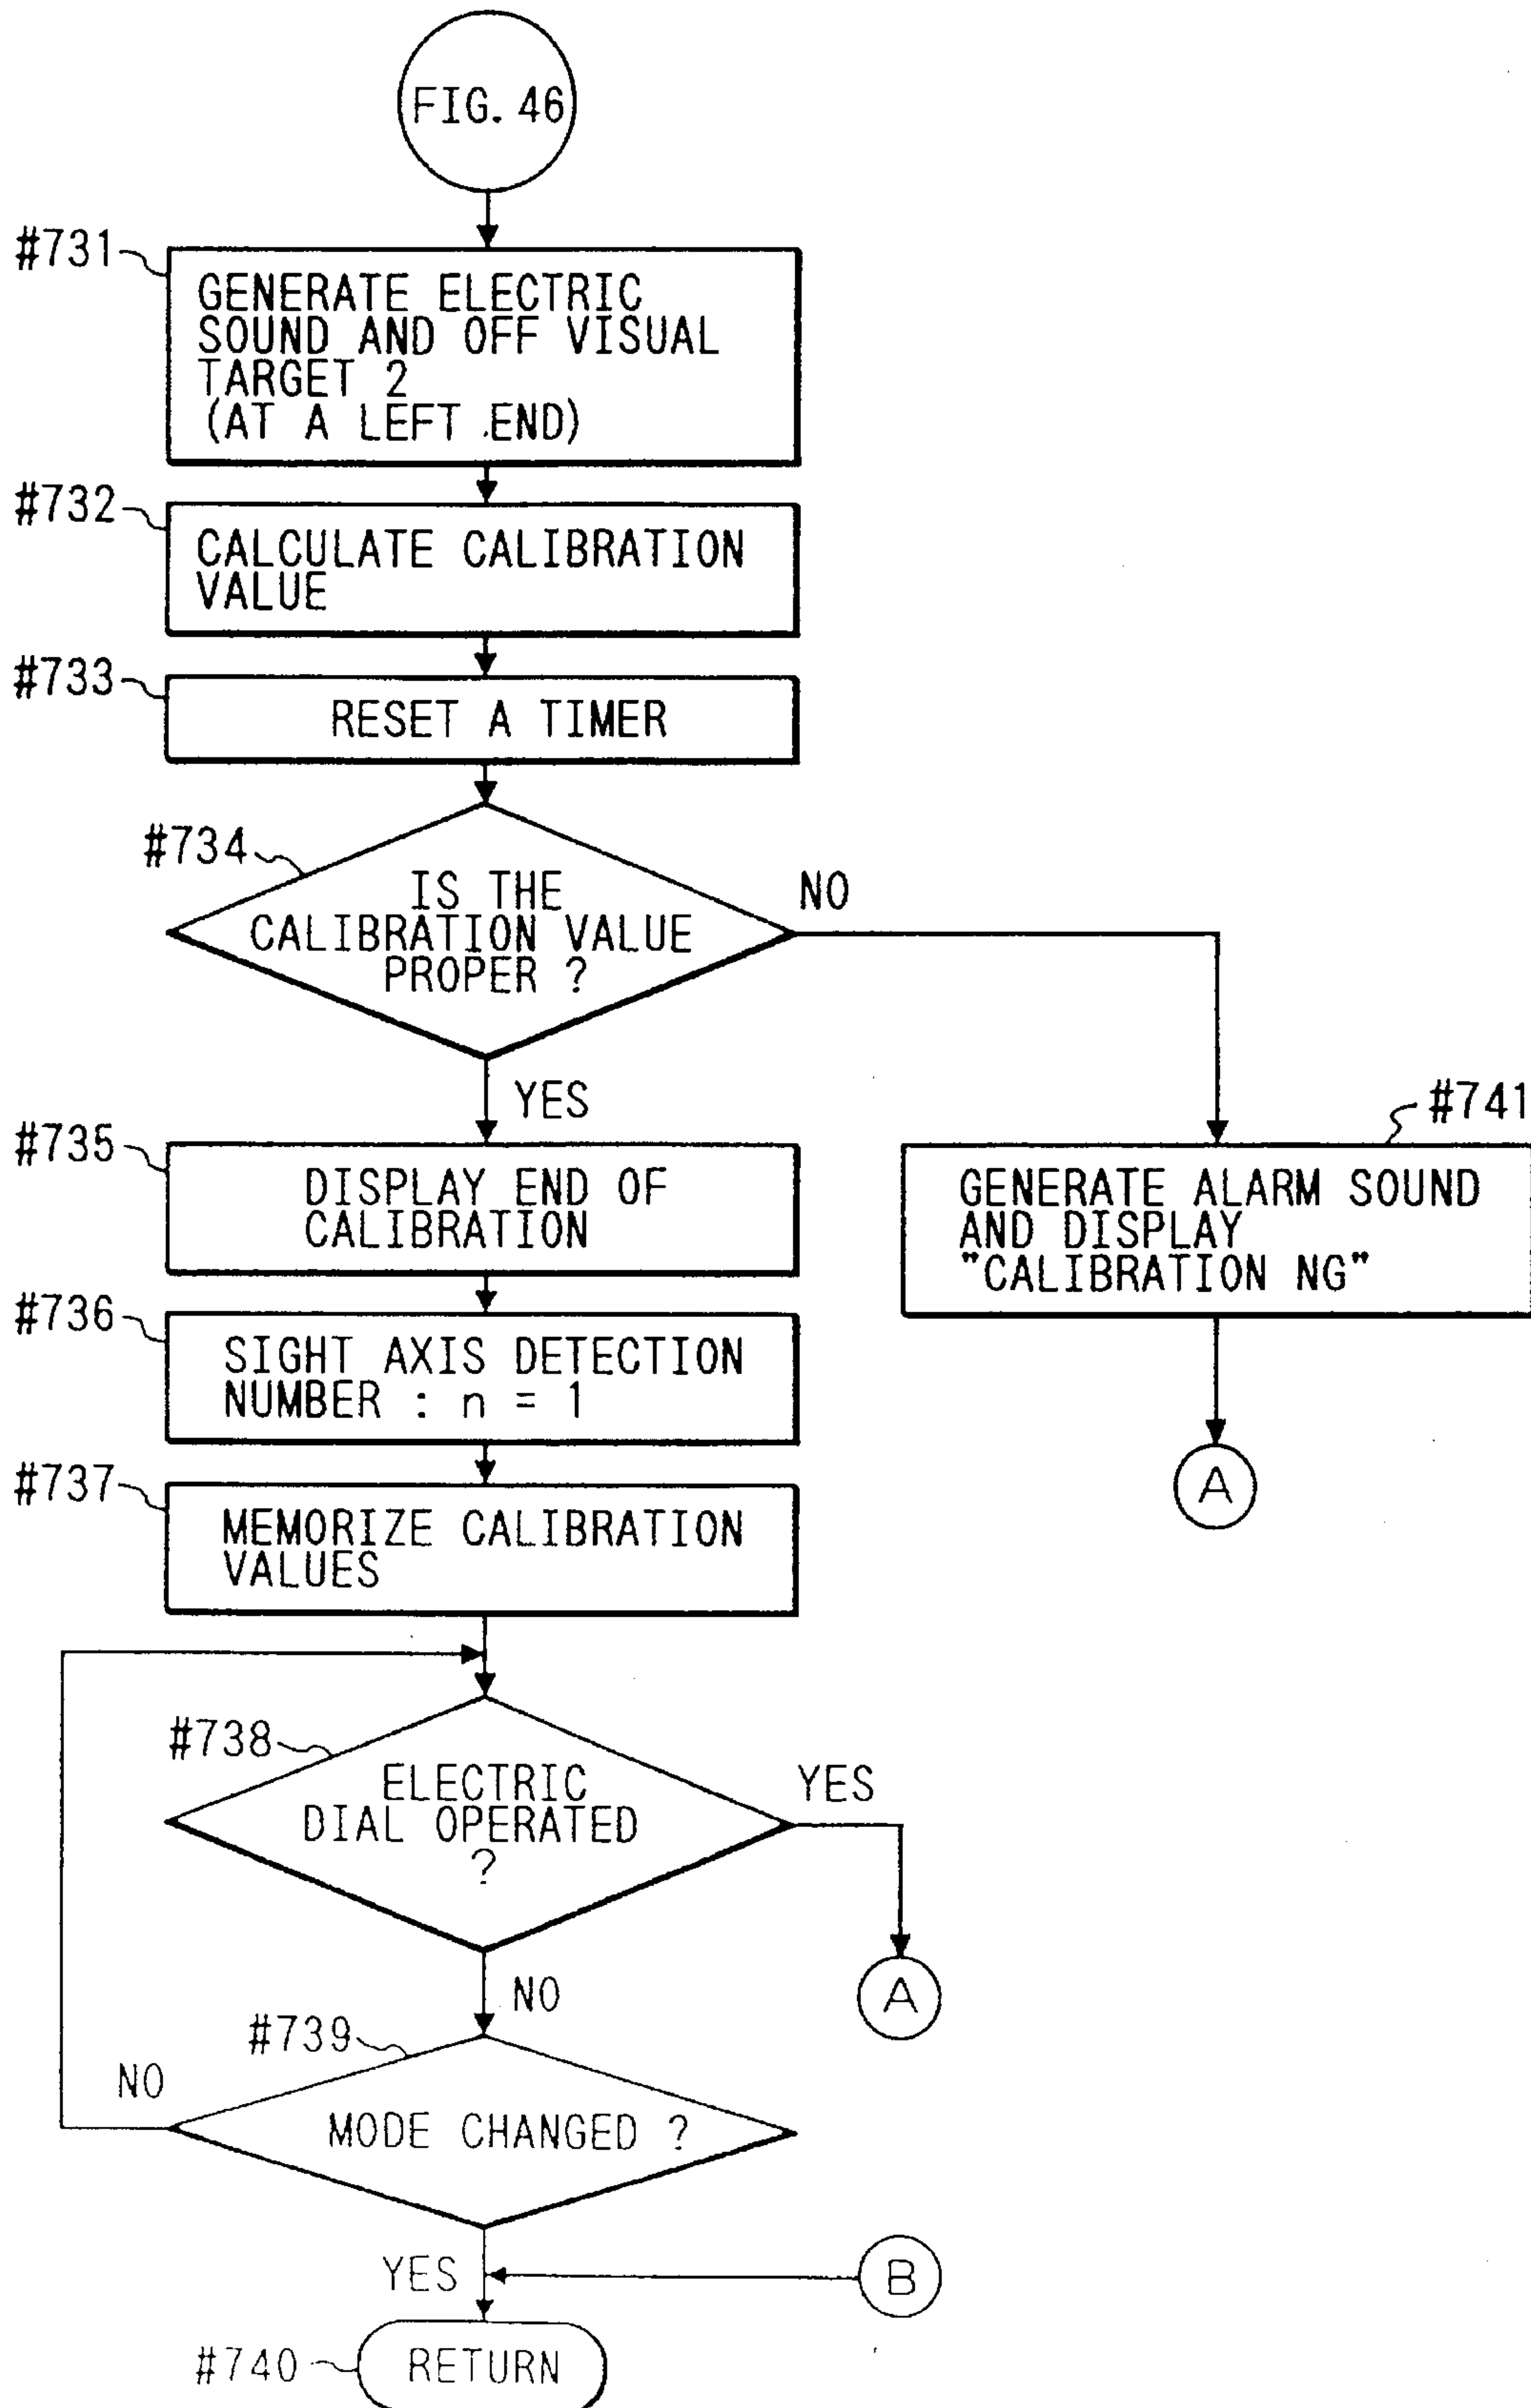 FIG. 46
#731
GENERATE ELECTRIC
SOUND AND OFF VISUAL
TARGET 2
(AT A LEFT END)
#732
CALCULATE CALIBRATION
VALUE
#733
RESET A TIMER
#734
IS THE
CALIBRATION VALUE
PROPER ?
NO
YES
#735
DISPLAY END OF
CALIBRATION
#741
GENERATE ALARM SOUND
AND DISPLAY
"CALIBRATION NG"
A
#736
SIGHT AXIS DETECTION
NUMBER : n = 1
#737
MEMORIZE CALIBRATION
VALUES
#738
ELECTRIC
DIAL OPERATED
?
YES
A
NO
#739
MODE CHANGED ?
NO
YES
B
#740
RETURN